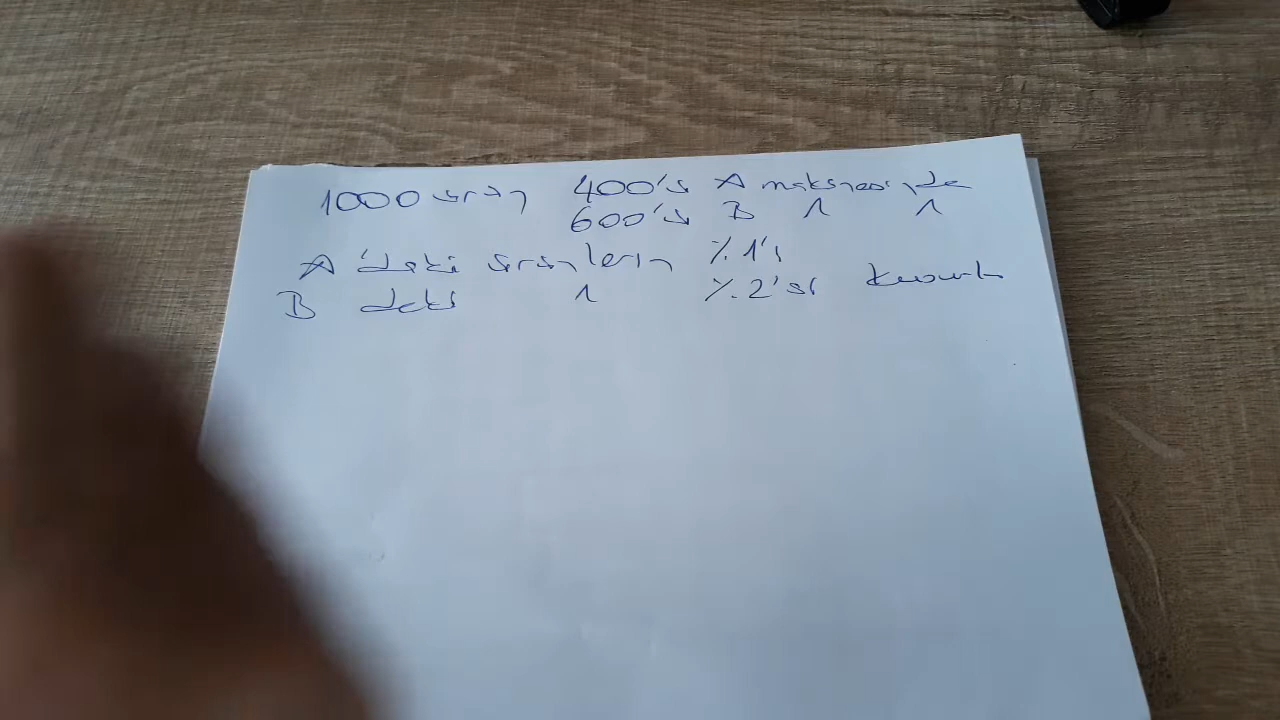 1000 ürün 400'ü A makinesinde
600'ü B " "
A'daki ürünlerin %1'i
B deki " %2'si kusurlu